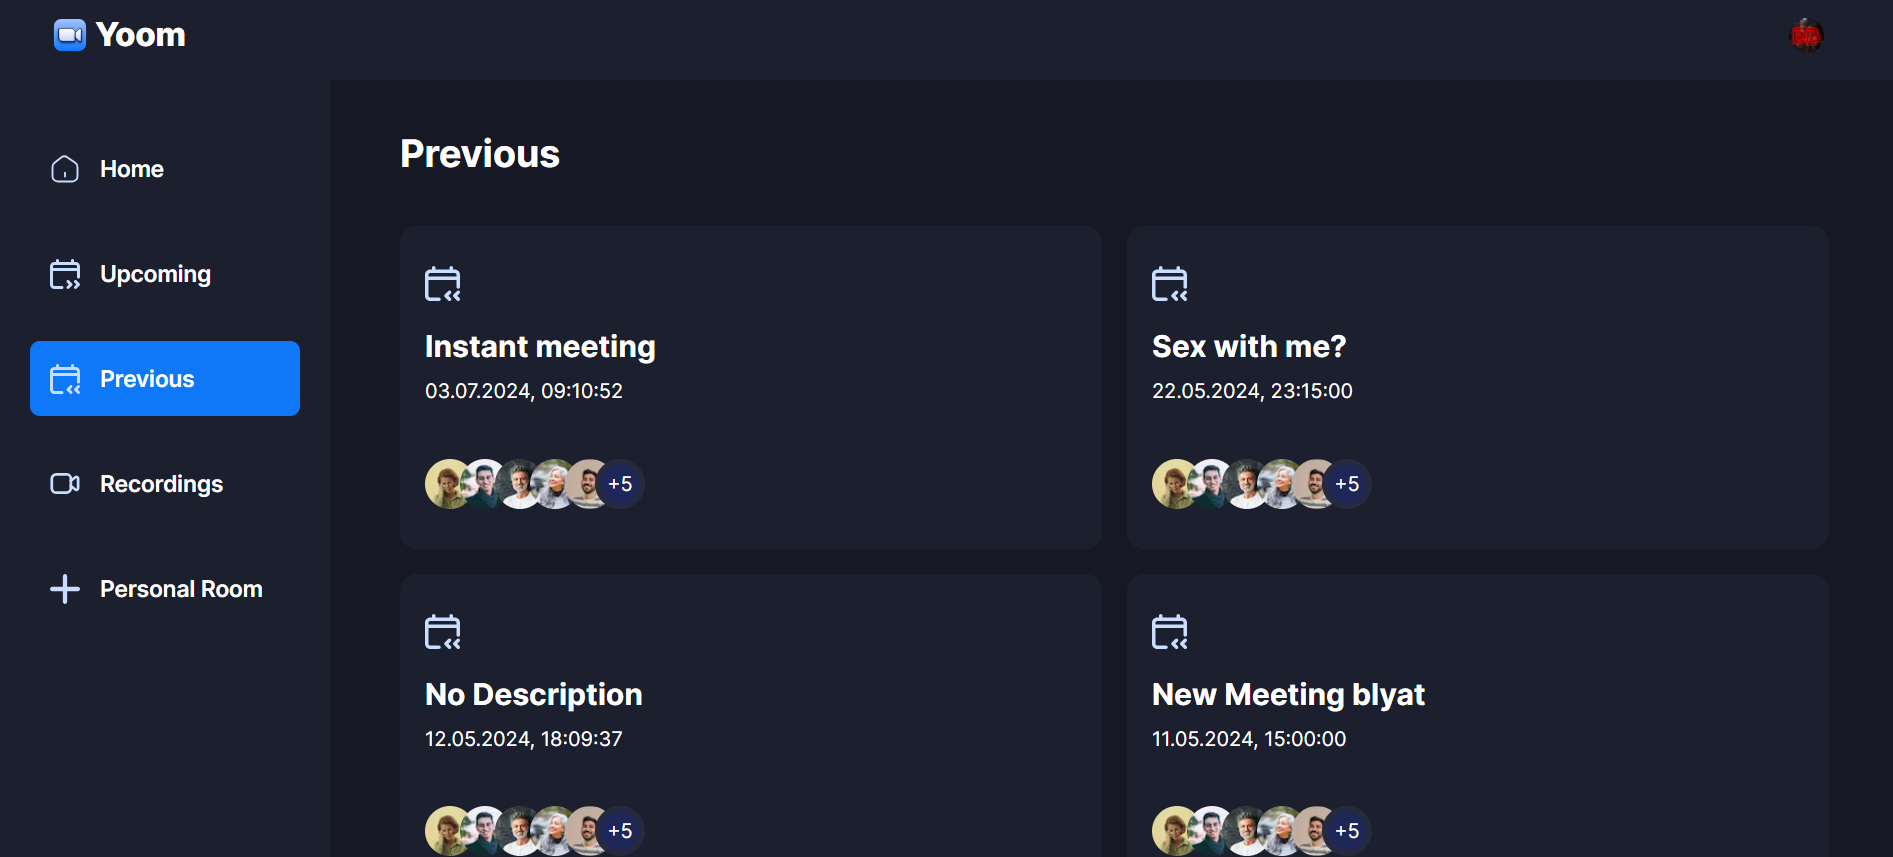 Yoom
Home
Upcoming
Previous
Recordings
Personal Room
Previous
Instant meeting
03.07.2024, 09:10:52
+5
Sex with me?
22.05.2024, 23:15:00
+5
No Description
12.05.2024, 18:09:37
+5
New Meeting blyat
11.05.2024, 15:00:00
+5